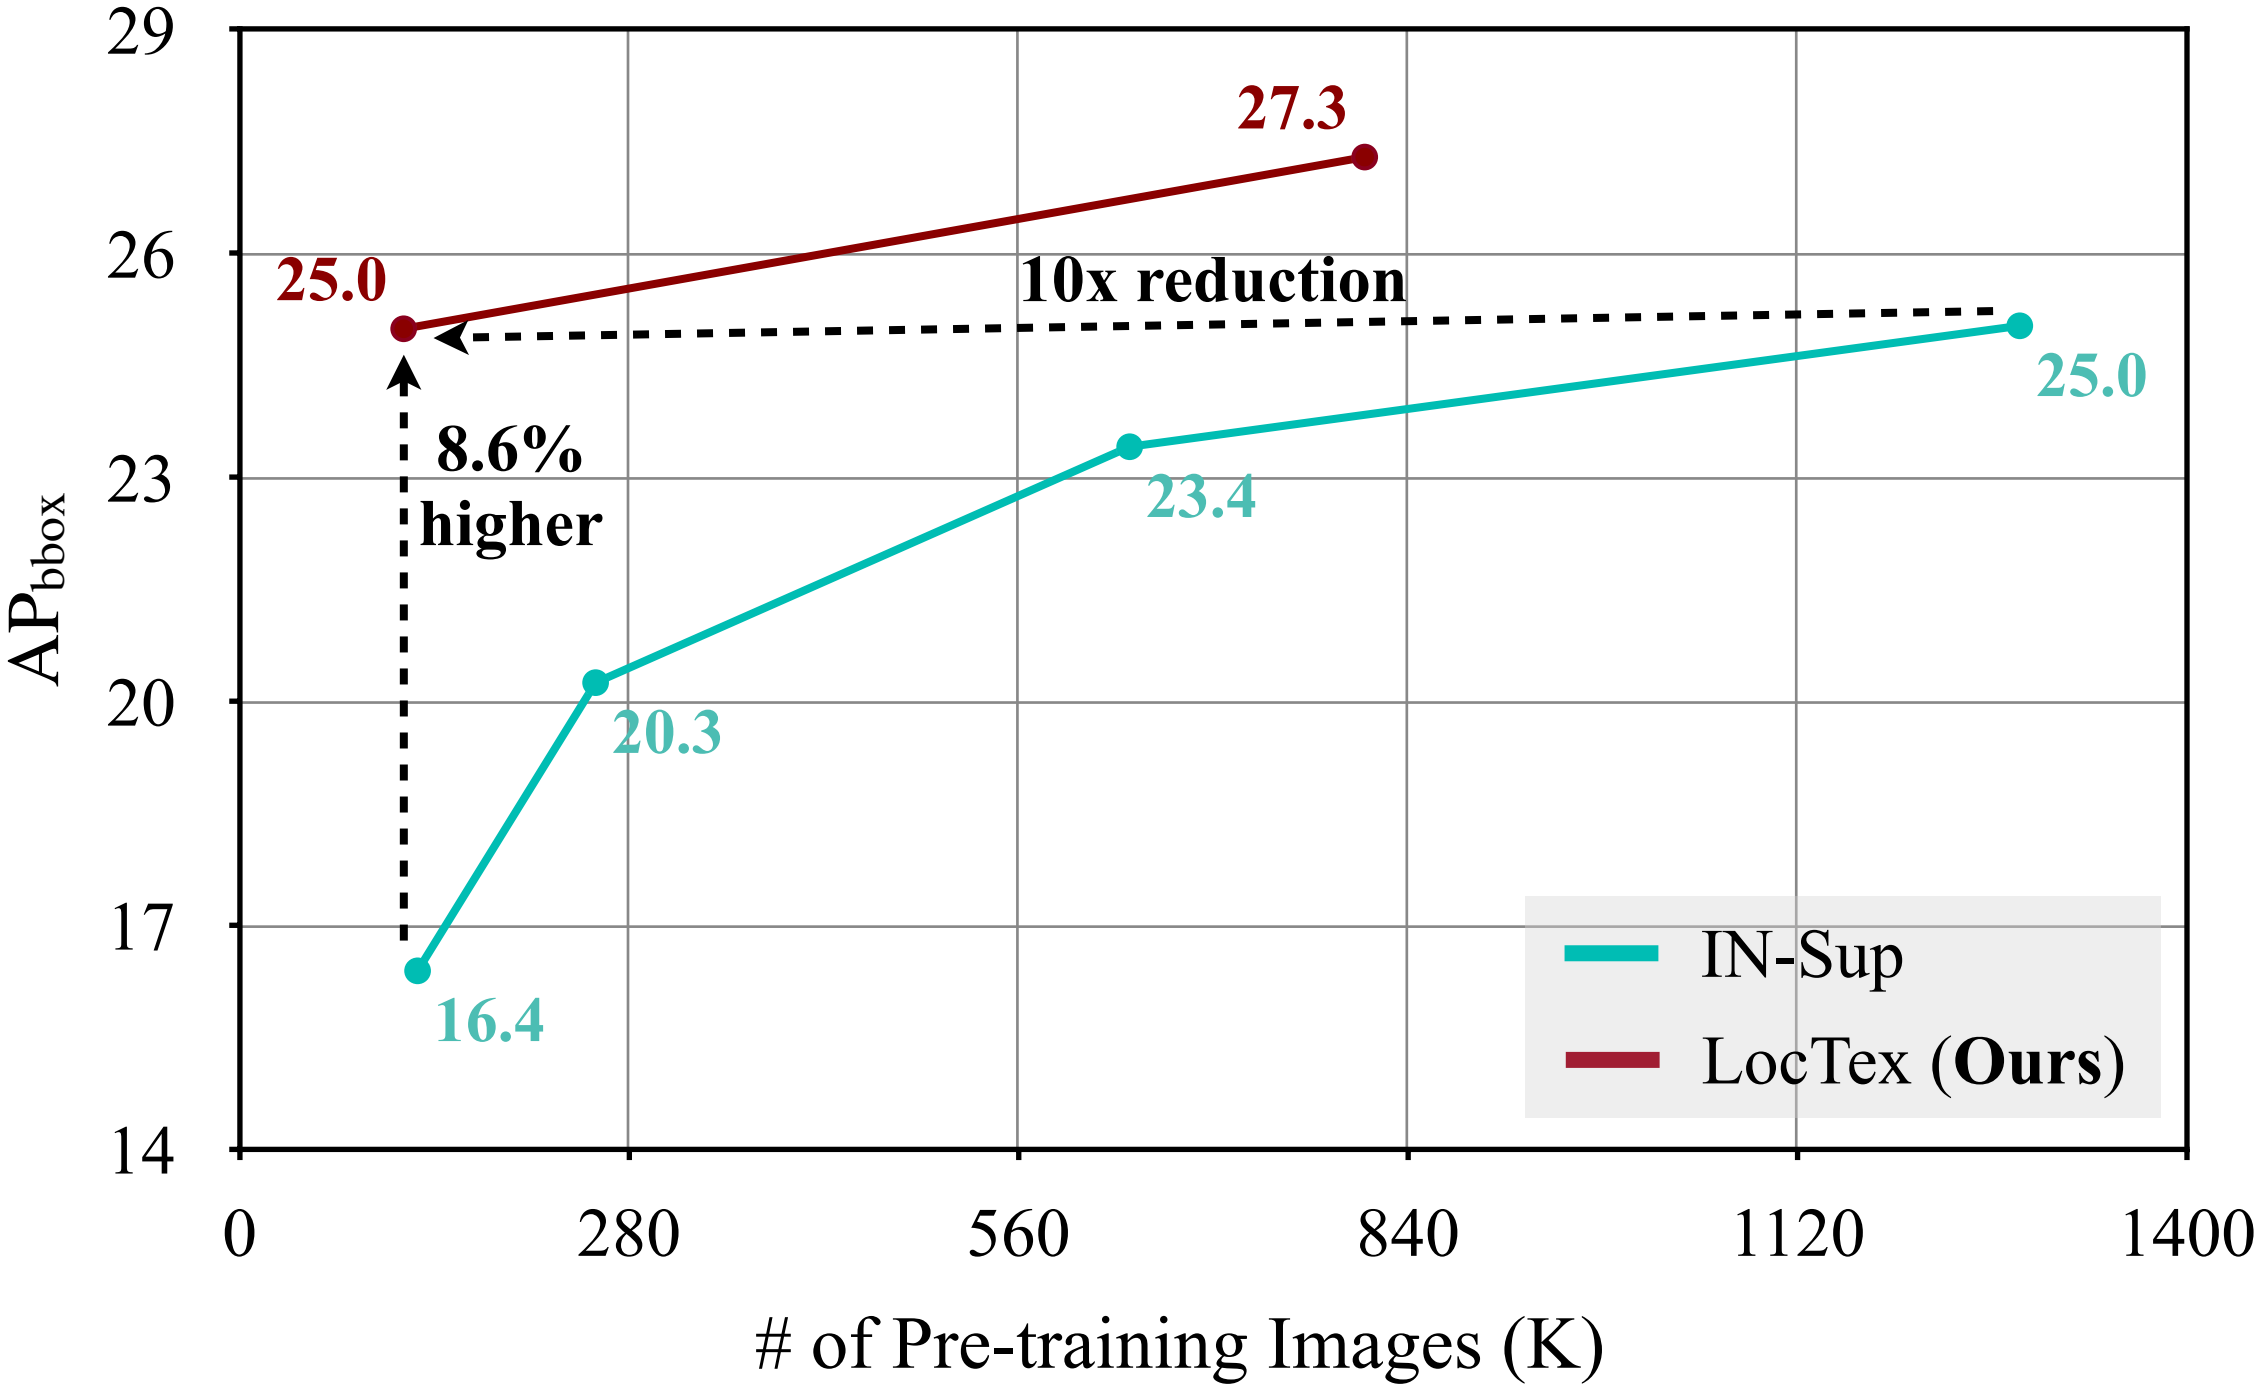 29
27.3
26
25.0
10x reduction
25.0
8.6%
higher
23
23.4
APbbox
20
20.3
17
IN-Sup
16.4
LocTex (Ours)
14
0 280 560 840 1120 1400
# of Pre-training Images (K)